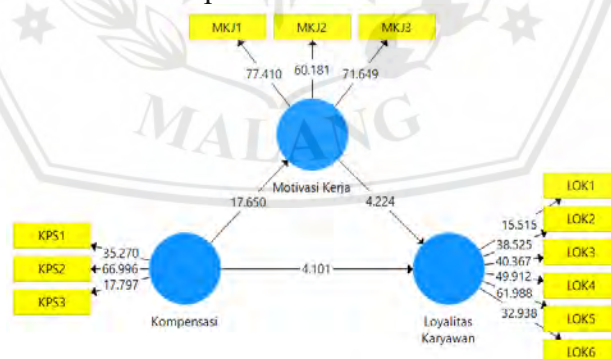 MKJ1 MKJ2 MKJ3
77.410 60.181 71.649
MALANG
Motivasi Kerja
17.650 4.224
KPS1
KPS2
KPS3
35.270
66.996
17.797
4.101
Kompensasi
Loyalitas
Karyawan
15.515
38.525
40.367
49.912
61.988
32.938
LOK1
LOK2
LOK3
LOK4
LOK5
LOK6